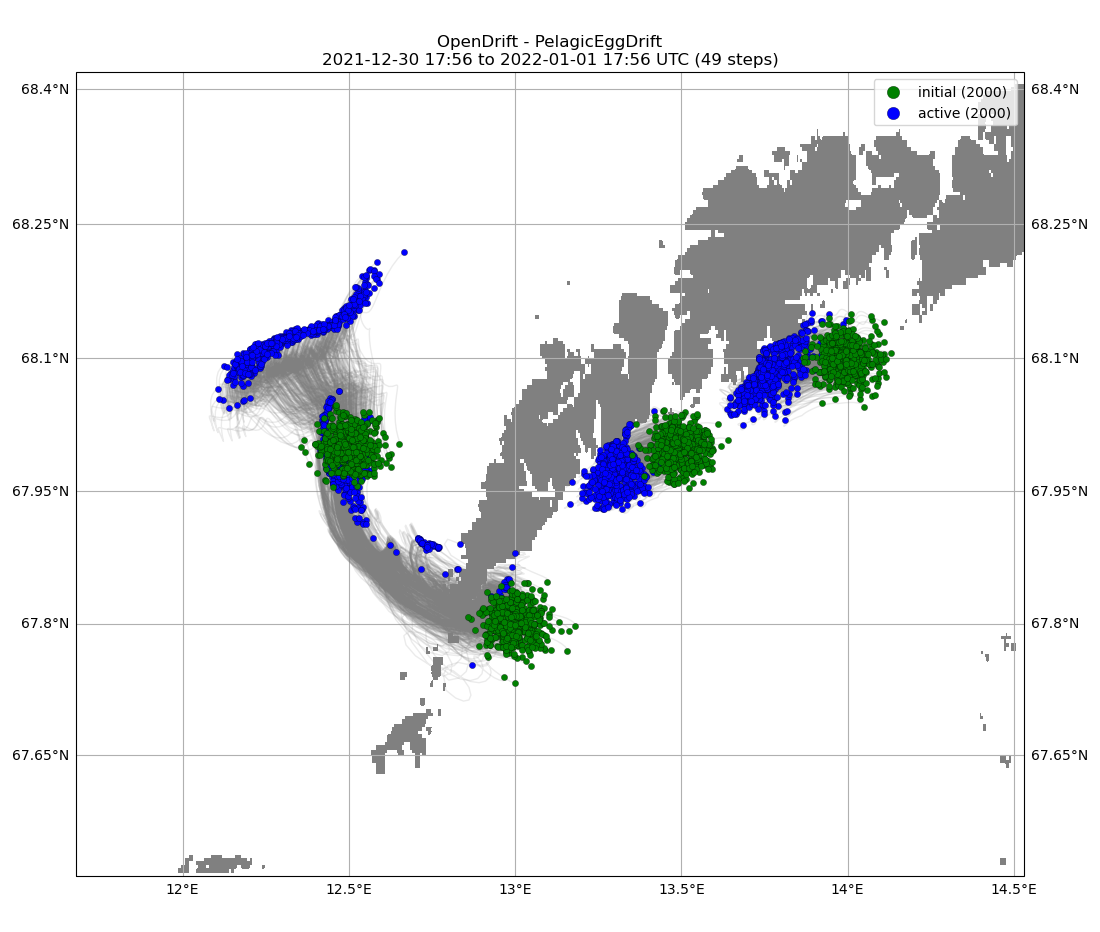 OpenDrift - PelagicEggDrift
2021-12-30 17:56 to 2022-01-01 17:56 UTC (49 steps)
initial (2000)
active (2000)
68.4°N
68.4°N
68.25°N
68.25°N
68.1°N
68.1°N
67.95°N
67.95°N
67.8°N
67.8°N
67.65°N
67.65°N
12°E
12.5°E
13°E
13.5°E
14°E
14.5°E